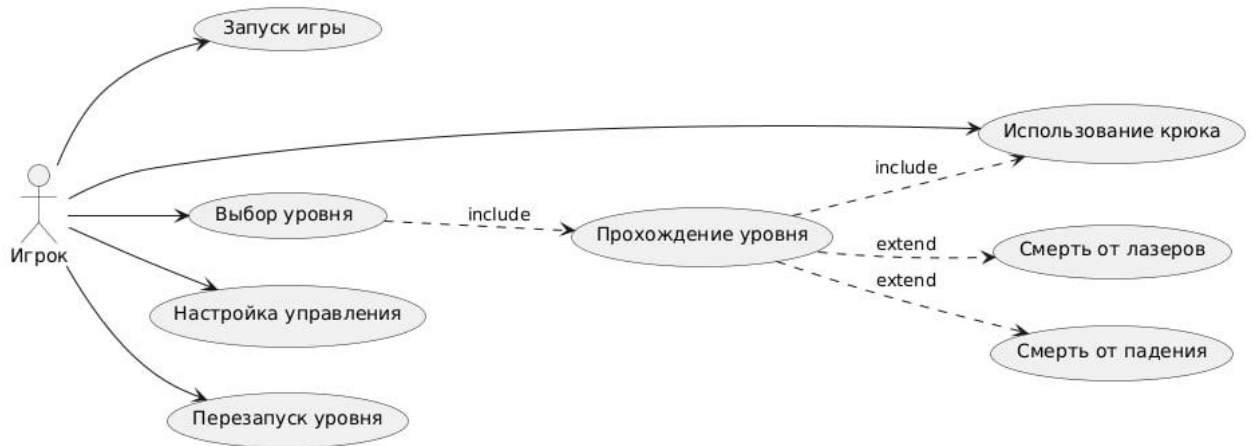 Запуск игры
Использование крюка
include
Выбор уровня
include
Прохождение уровня
Игрок
extend
Смерть от лазеров
extend
Настройка управления
Смерть от падения
Перезапуск уровня